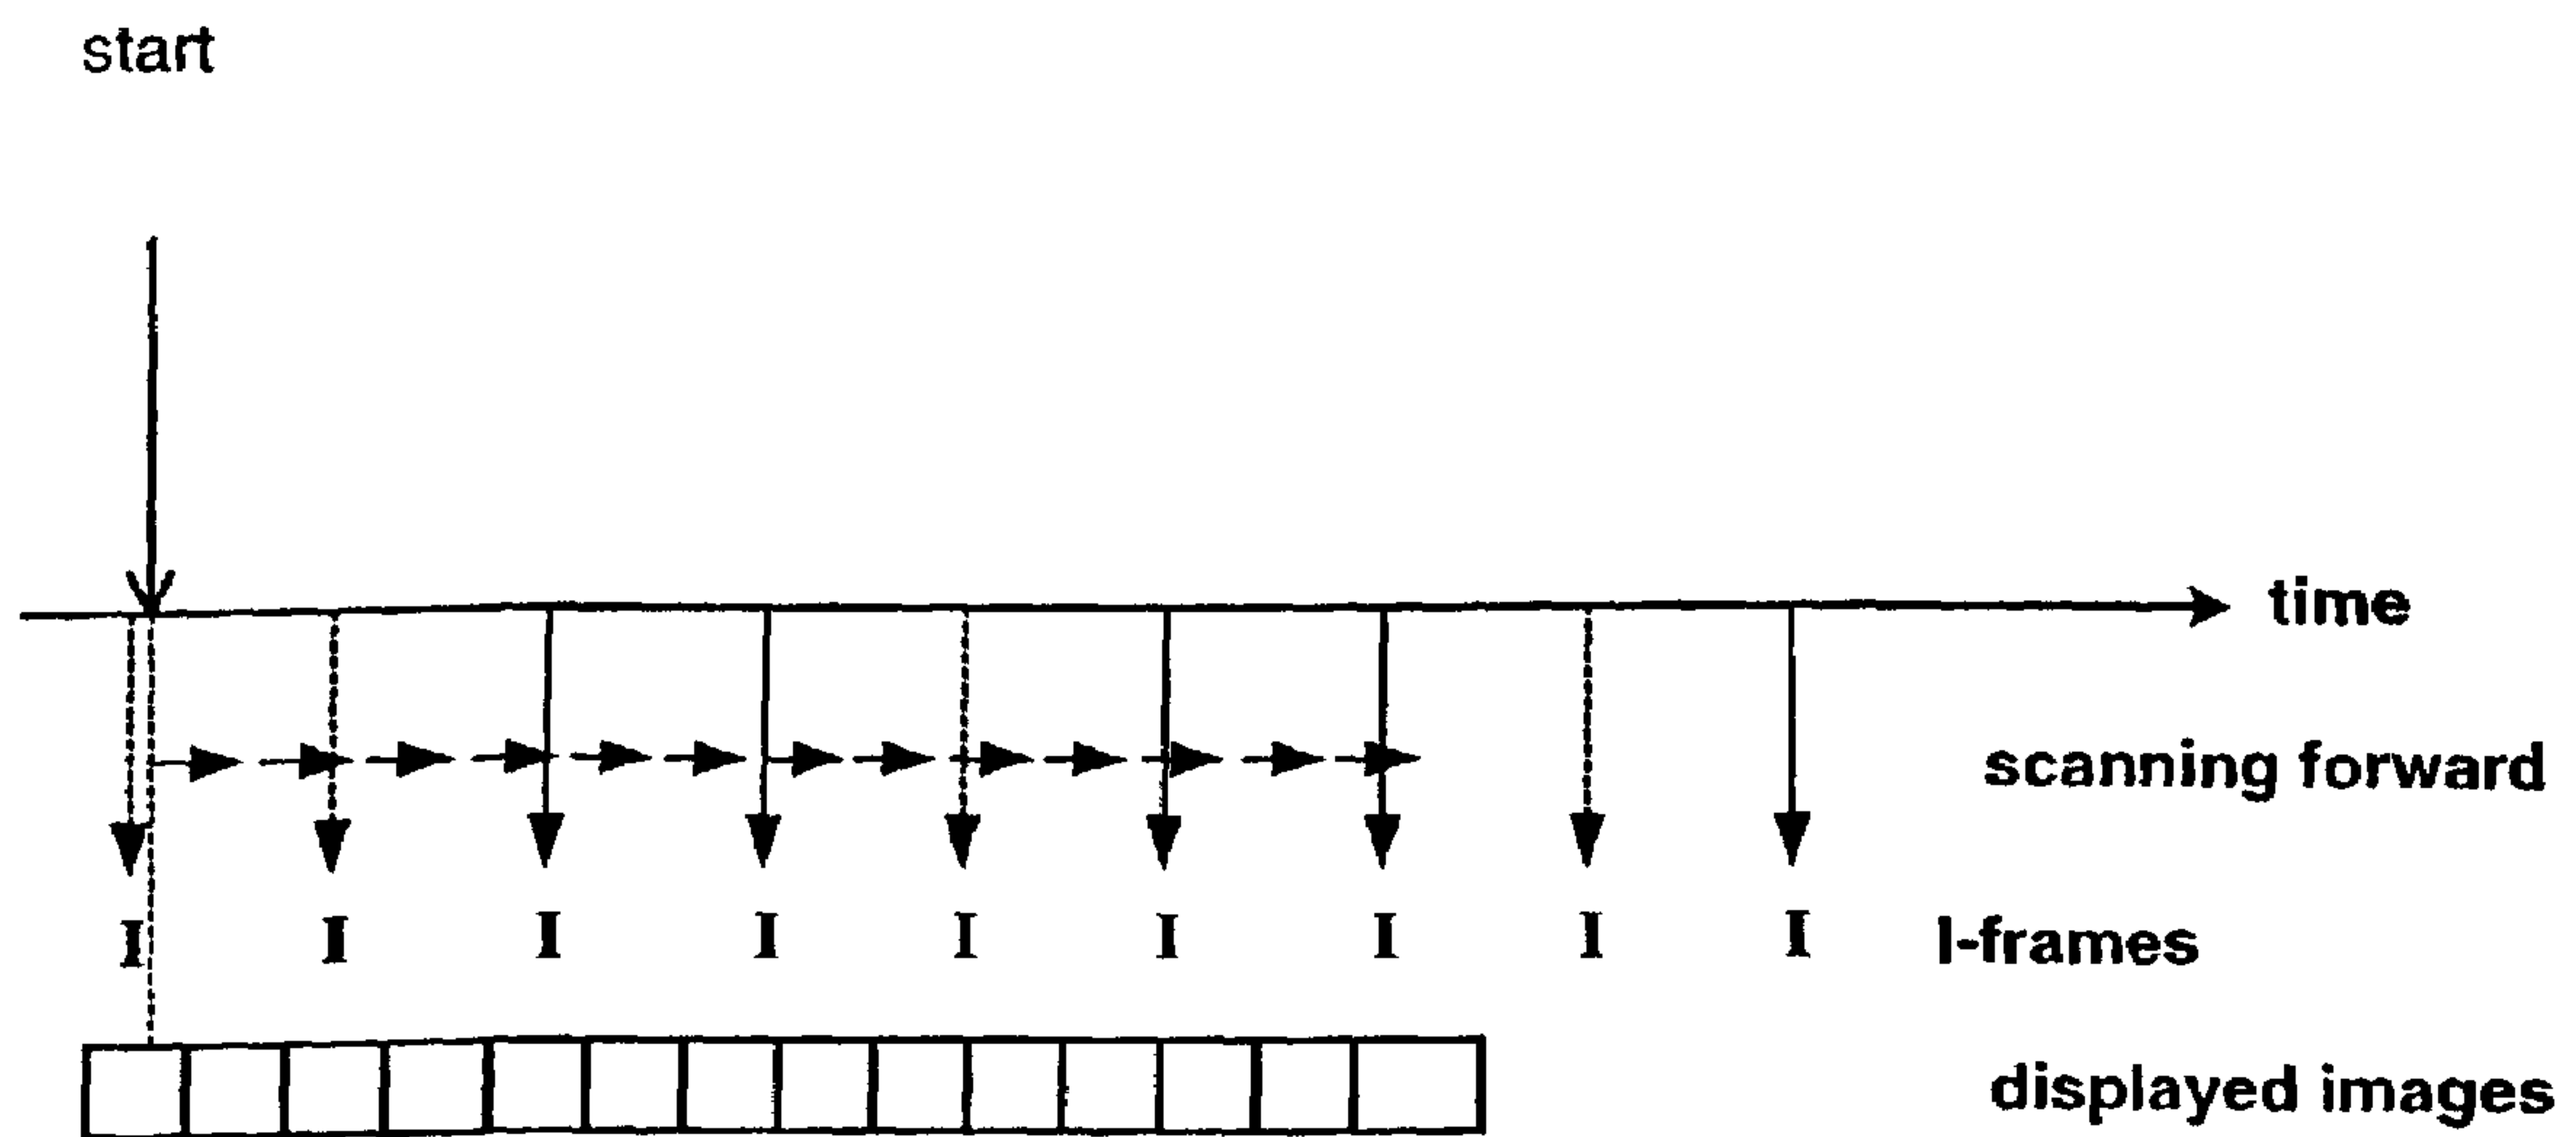 start
time
scanning forward
I I I I I I I I I I-frames
displayed images